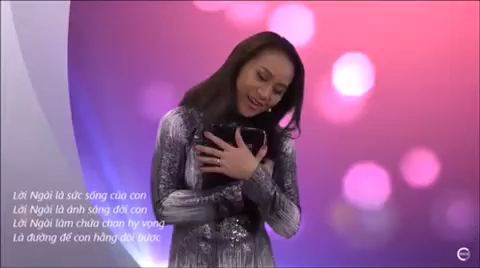 Lời Ngài là sức sống của con
Lời Ngài là ánh sáng đời con
Lời Ngài làm chứa chan hy vọng
Là đường để con hằng dõi bước